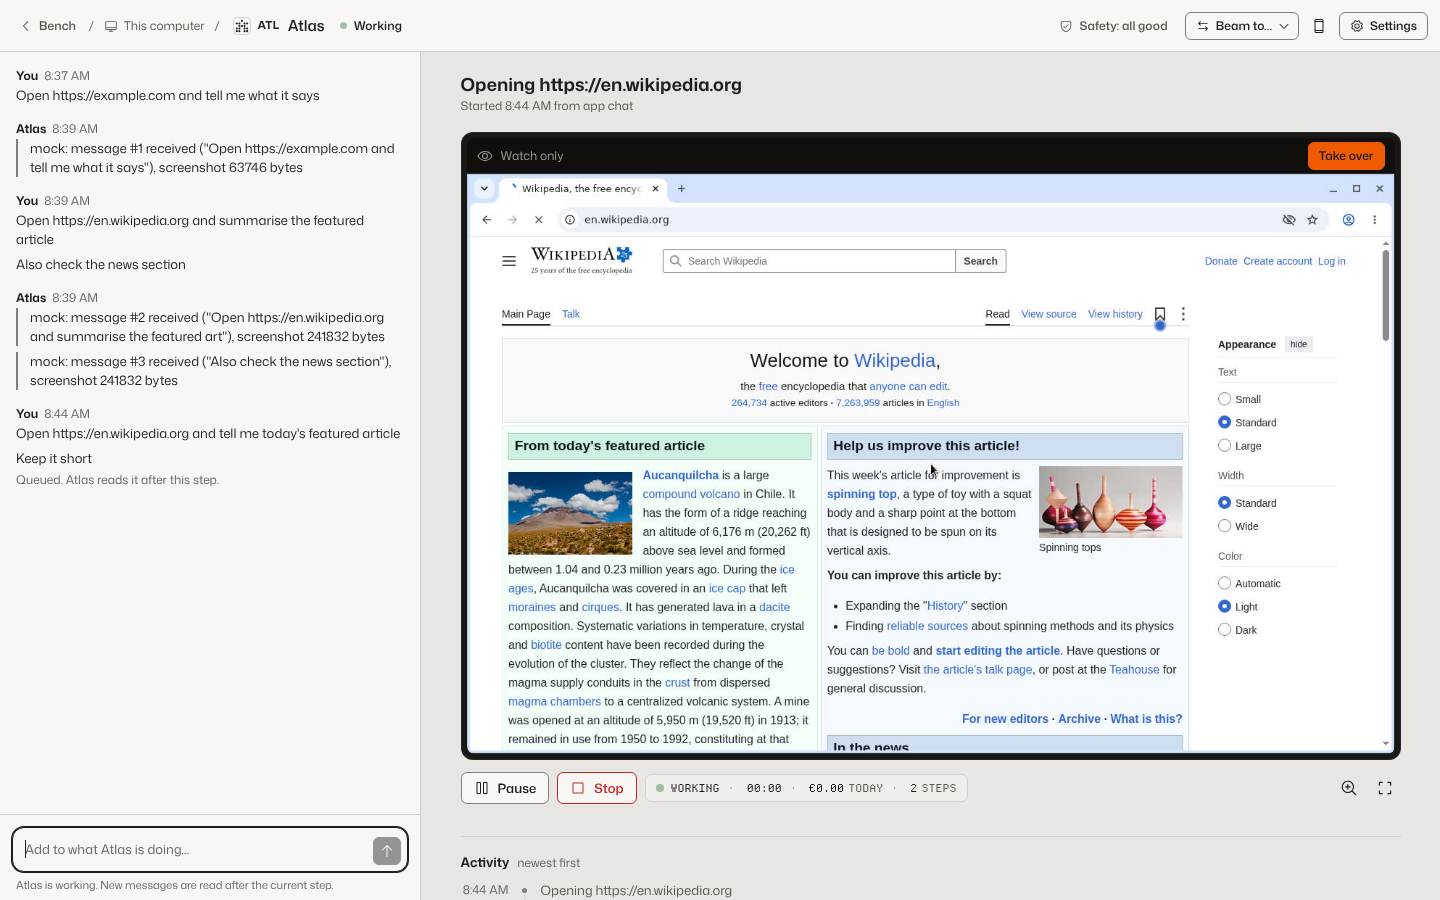 Bench / This computer / ATL Atlas Working
Safety: all good
Beam to...
Settings
You 8:37 AM
Open https://example.com and tell me what it says
Atlas 8:39 AM
mock: message #1 received ("Open https://example.com and
tell me what it says"), screenshot 63746 bytes
You 8:39 AM
Open https://en.wikipedia.org and summarise the featured
article
Also check the news section
Atlas 8:39 AM
mock: message #2 received ("Open https://en.wikipedia.org
and summarise the featured art"), screenshot 241832 bytes
mock: message #3 received ("Also check the news section"),
screenshot 241832 bytes
You 8:44 AM
Open https://en.wikipedia.org and tell me today's featured article
Keep it short
Queued. Atlas reads it after this step.
Add to what Atlas is doing...
Atlas is working. New messages are read after the current step.
Opening https://en.wikipedia.org
Started 8:44 AM from app chat
Watch only
Take over
Wikipedia, the free encyc
en.wikipedia.org
WIKIPEDIA
25 years of the free encyclopedia
Search Wikipedia
Search
Donate Create account Log in
Main Page Talk
Read View source View history
Welcome to Wikipedia,
the free encyclopedia that anyone can edit.
264,734 active editors · 7,263,959 articles in English
From today's featured article
Aucanquilcha is a large
compound volcano in Chile. It
has the form of a ridge reaching
an altitude of 6,176 m (20,262 ft)
above sea level and formed
between 1.04 and 0.23 million years ago. During the ice
ages, Aucanquilcha was covered in an ice cap that left
moraines and cirques. It has generated lava in a dacite
composition. Systematic variations in temperature, crystal
and biotite content have been recorded during the
evolution of the cluster. They reflect the change of the
magma supply conduits in the crust from dispersed
magma chambers to a centralized volcanic system. A mine
was opened at an altitude of 5,950 m (19,520 ft) in 1913; it
remained in use from 1950 to 1992, constituting at that
Help us improve this article!
This week's article for improvement is
spinning top, a type of toy with a squat
body and a sharp point at the bottom
that is designed to be spun on its
vertical axis.
Spinning tops
You can improve this article by:
• Expanding the "History" section
• Finding reliable sources about spinning methods and its physics
You can be bold and start editing the article. Have questions or
suggestions? Visit the article's talk page, or post at the Teahouse for
general discussion.
For new editors · Archive · What is this?
In the news
Appearance hide
Text
Small
Standard
Large
Width
Standard
Wide
Color
Automatic
Light
Dark
Pause
Stop
WORKING · 00:00 · €0.00 TODAY · 2 STEPS
Activity newest first
8:44 AM • Opening https://en.wikipedia.org